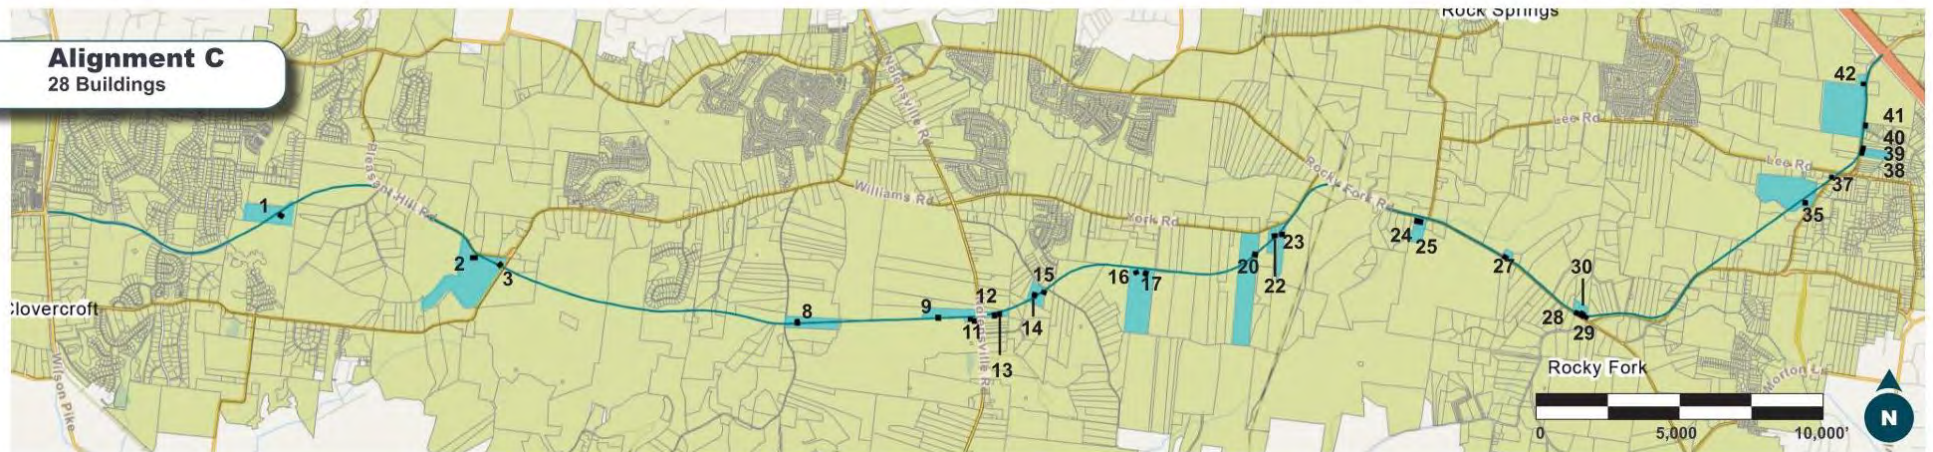 Alignment C
28 Buildings
Rock Springs
Nolensville Rd
Pleasant Hill Rd
Williams Rd
York Rd
Rocky Fork Rd
Lee Rd
Lee Rd
Clovercroft
Wilson Pike
Nolensville Rd
Rocky Fork
Morton Ln
1
2
3
8
9
11
12
13
14
15
16
17
20
22
23
24
25
27
28
29
30
35
37
38
39
40
41
42
0
5,000
10,000'
N